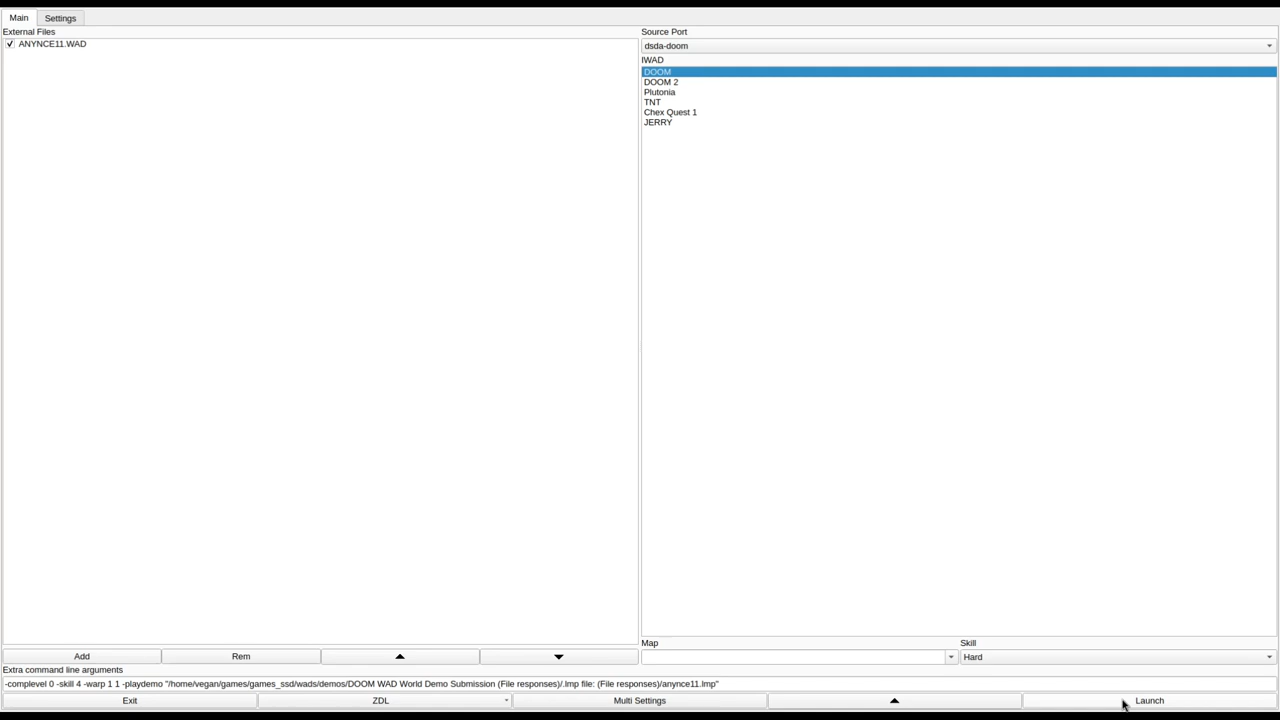 Main Settings
External Files
ANYNCE11.WAD
Source Port
dsda-doom
IWAD
DOOM
DOOM 2
Plutonia
TNT
Chex Quest 1
JERRY
Map
Skill
Hard
Add Rem
Extra command line arguments
-complevel 0 -skill 4 -warp 1 1 -playdemo "/home/vegan/games/games_ssd/wads/demos/DOOM WAD World Demo Submission (File responses)/.lmp file: (File responses)/anynce11.lmp"
Exit ZDL Multi Settings Launch